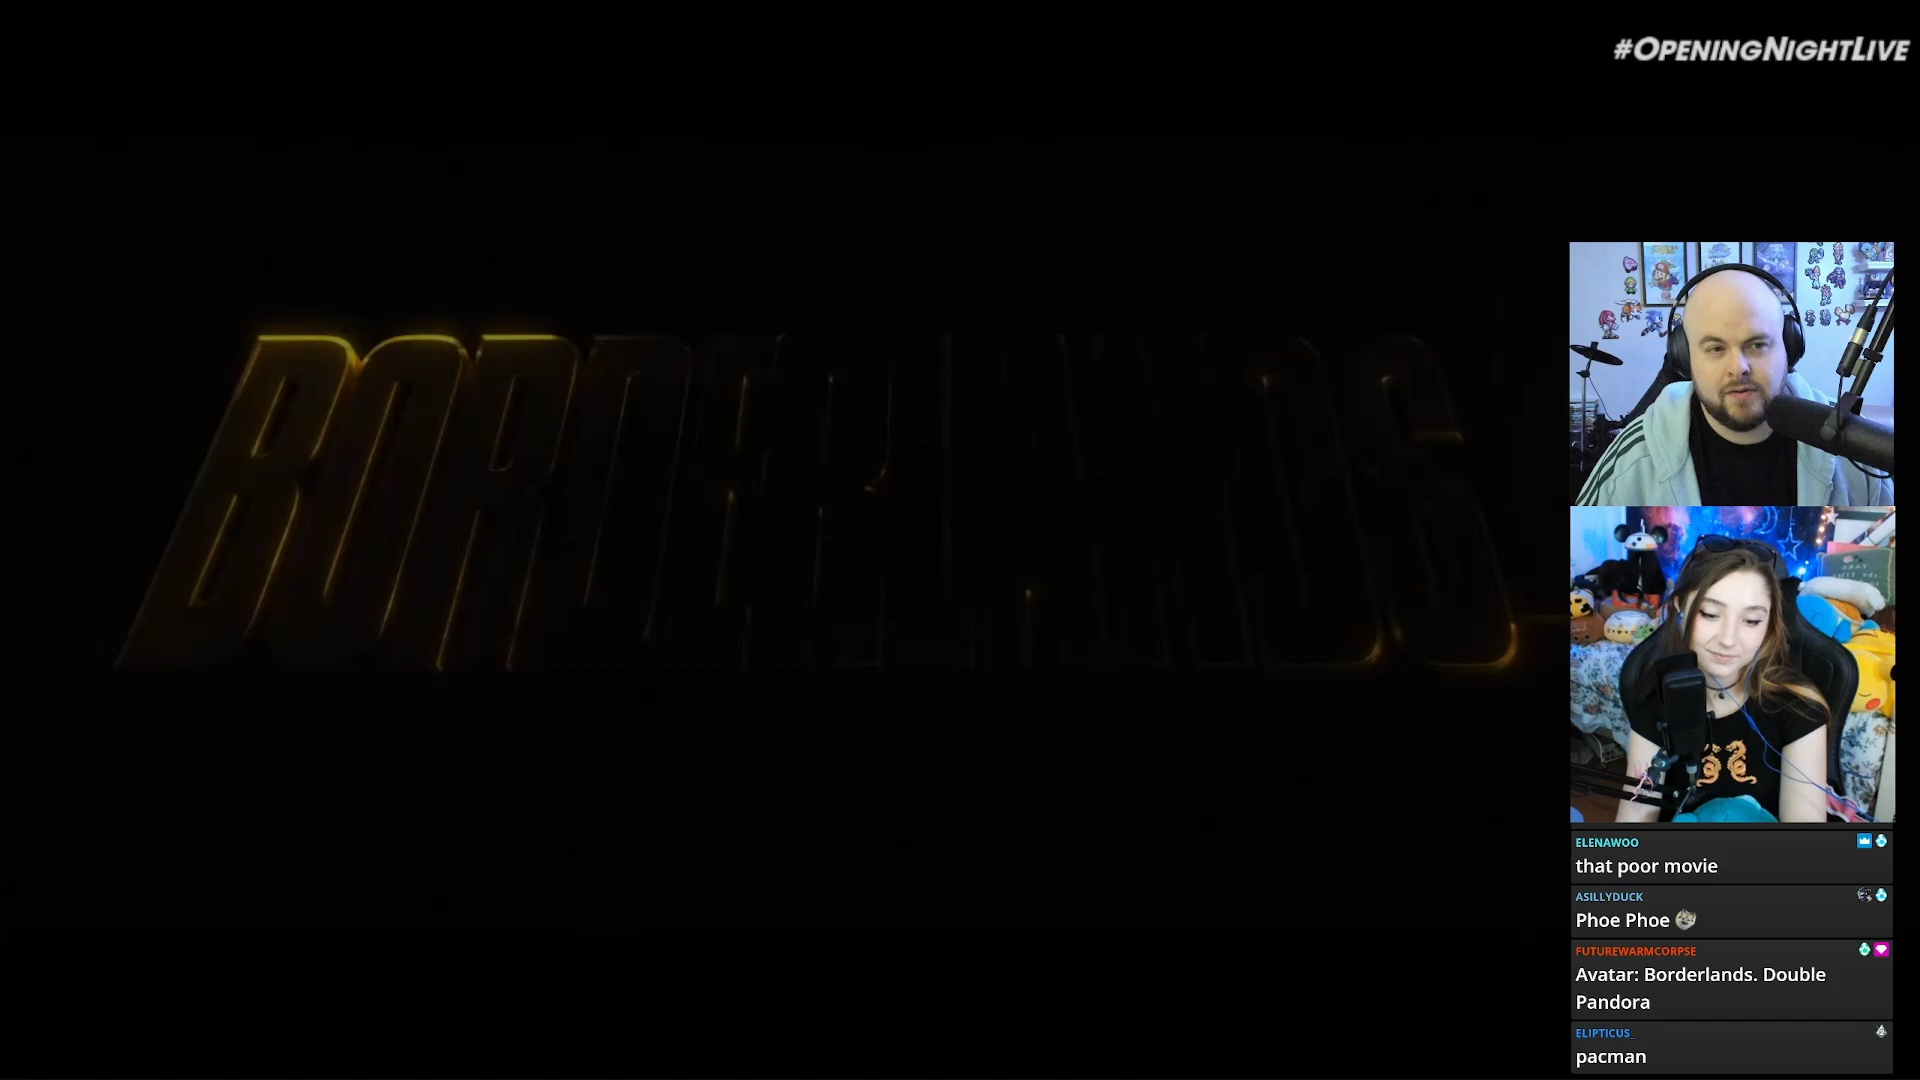 #OPENINGNIGHTLIVE
BORDERLANDS
ELENAWOO
that poor movie
ASILLYDUCK
Phoe Phoe
FUTUREWARMCORPSE
Avatar: Borderlands. Double
Pandora
ELIPTICUS_
pacman